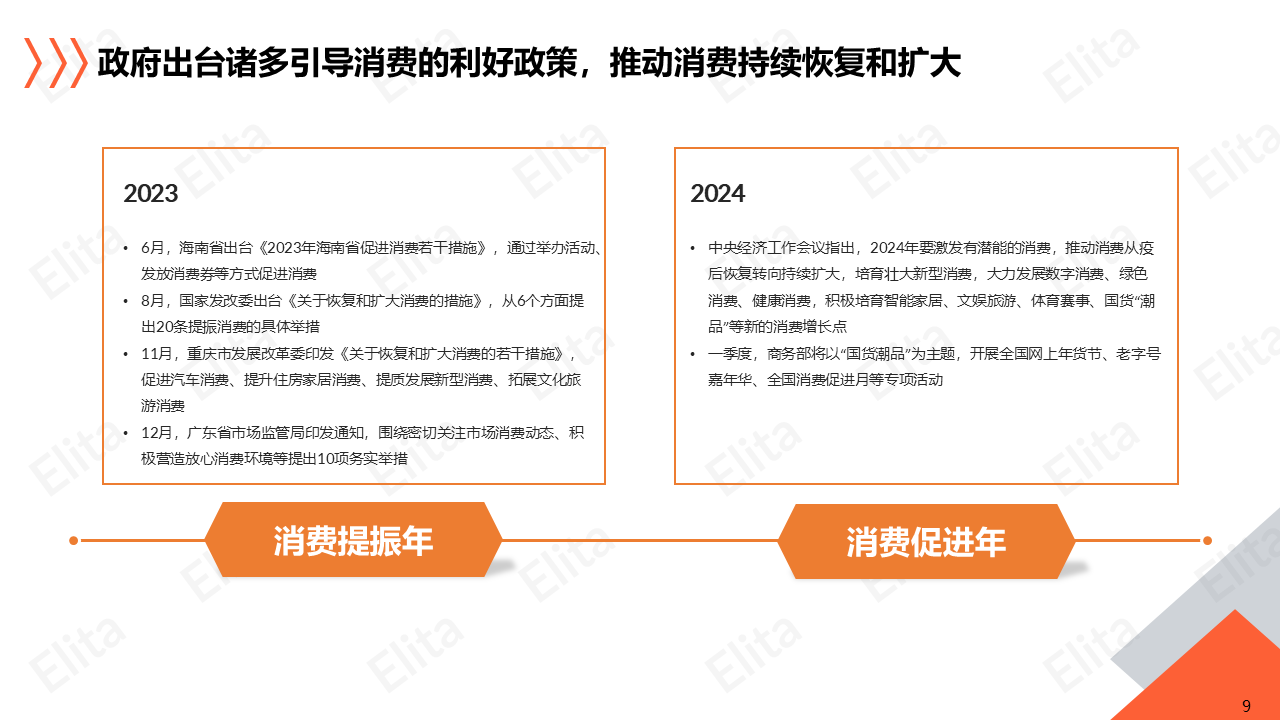 政府出台诸多引导消费的利好政策，推动消费持续恢复和扩大
2023
• 6月，海南省出台《2023年海南省促进消费若干措施》，通过举办活动、
发放消费券等方式促进消费
• 8月，国家发改委出台《关于恢复和扩大消费的措施》，从6个方面提
出20条提振消费的具体举措
• 11月，重庆市发展改革委印发《关于恢复和扩大消费的若干措施》，
促进汽车消费、提升住房家居消费、提质发展新型消费、拓展文化旅
游消费
• 12月，广东省市场监管局印发通知，围绕密切关注市场消费动态、积
极营造放心消费环境等提出10项务实举措
2024
• 中央经济工作会议指出，2024年要激发有潜能的消费，推动消费从疫
后恢复转向持续扩大，培育壮大新型消费，大力发展数字消费、绿色
消费、健康消费，积极培育智能家居、文娱旅游、体育赛事、国货“潮
品”等新的消费增长点
• 一季度，商务部将以“国货潮品”为主题，开展全国网上年货节、老字号
嘉年华、全国消费促进月等专项活动
消费提振年
消费促进年
9
Elita